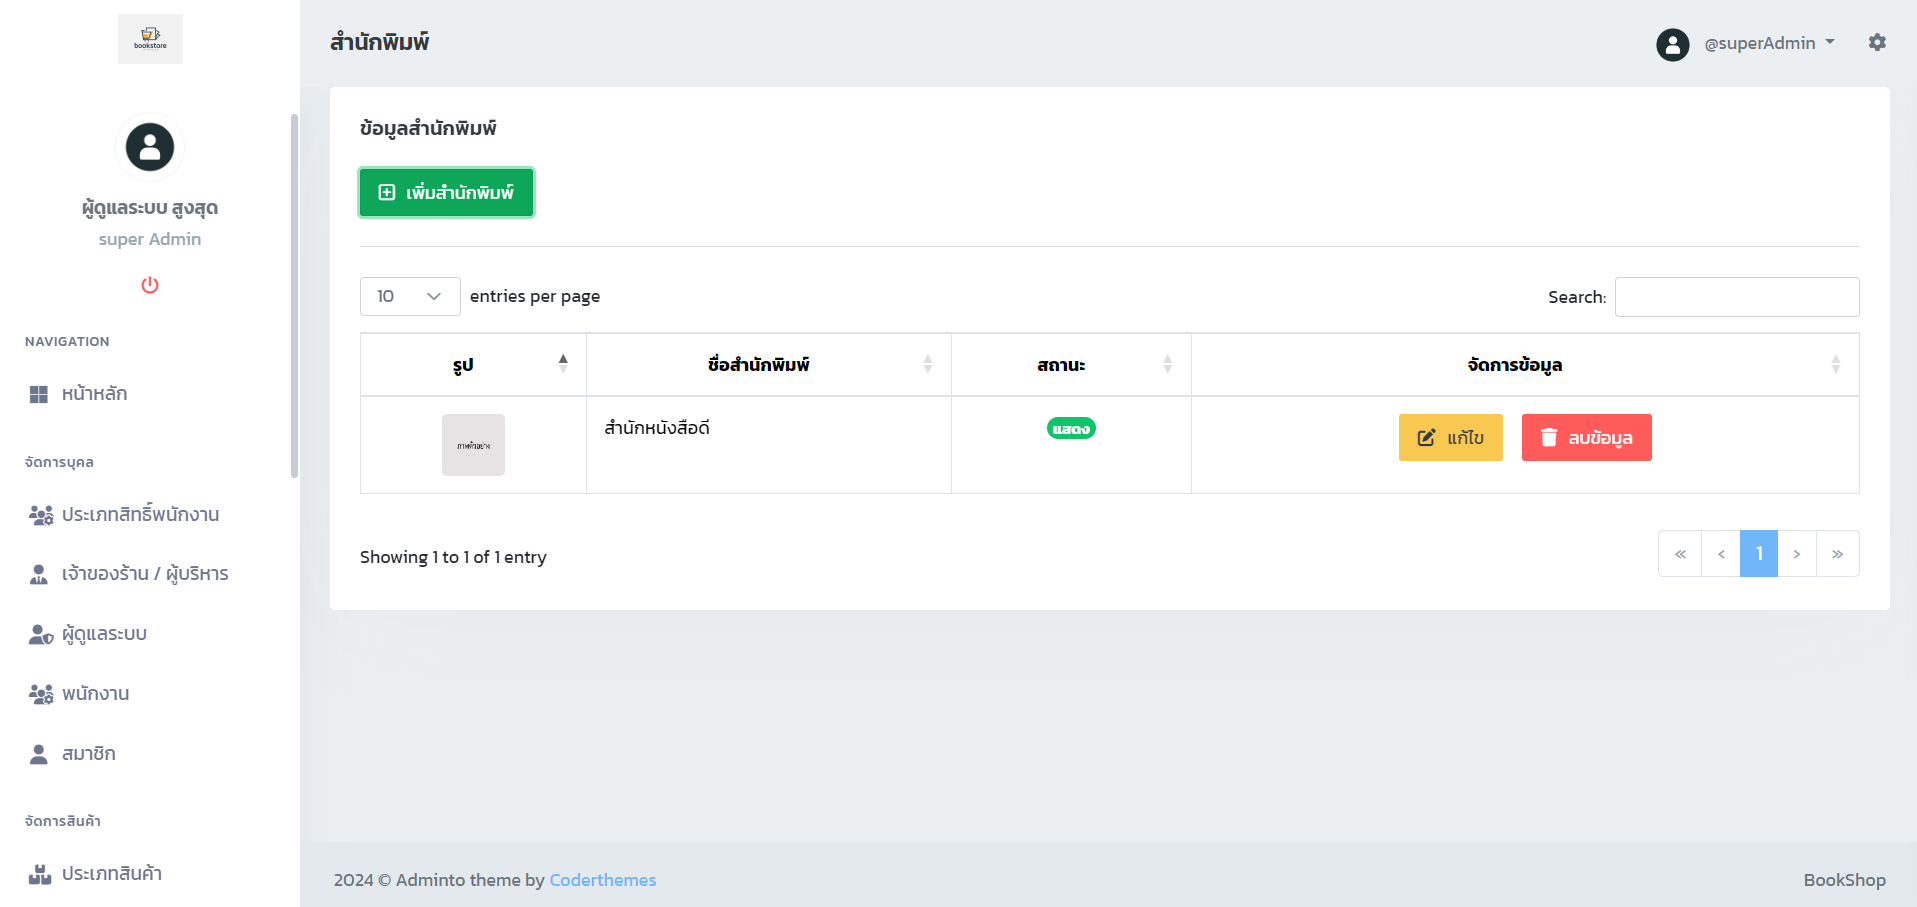 bookstore
ผู้ดูแลระบบ สูงสุด
super Admin
NAVIGATION
หน้าหลัก
จัดการบุคล
ประเภทสิทธิ์พนักงาน
เจ้าของร้าน / ผู้บริหาร
ผู้ดูแลระบบ
พนักงาน
สมาชิก
จัดการสินค้า
ประเภทสินค้า
สำนักพิมพ์
@superAdmin
ข้อมูลสำนักพิมพ์
เพิ่มสำนักพิมพ์
10 entries per page
Search:
รูป ชื่อสำนักพิมพ์ สถานะ จัดการข้อมูล
ภาพตัวอย่าง สำนักหนังสือดี แสดง แก้ไข ลบข้อมูล
Showing 1 to 1 of 1 entry
« ‹ 1 › »
2024 © Adminto theme by Coderthemes
BookShop